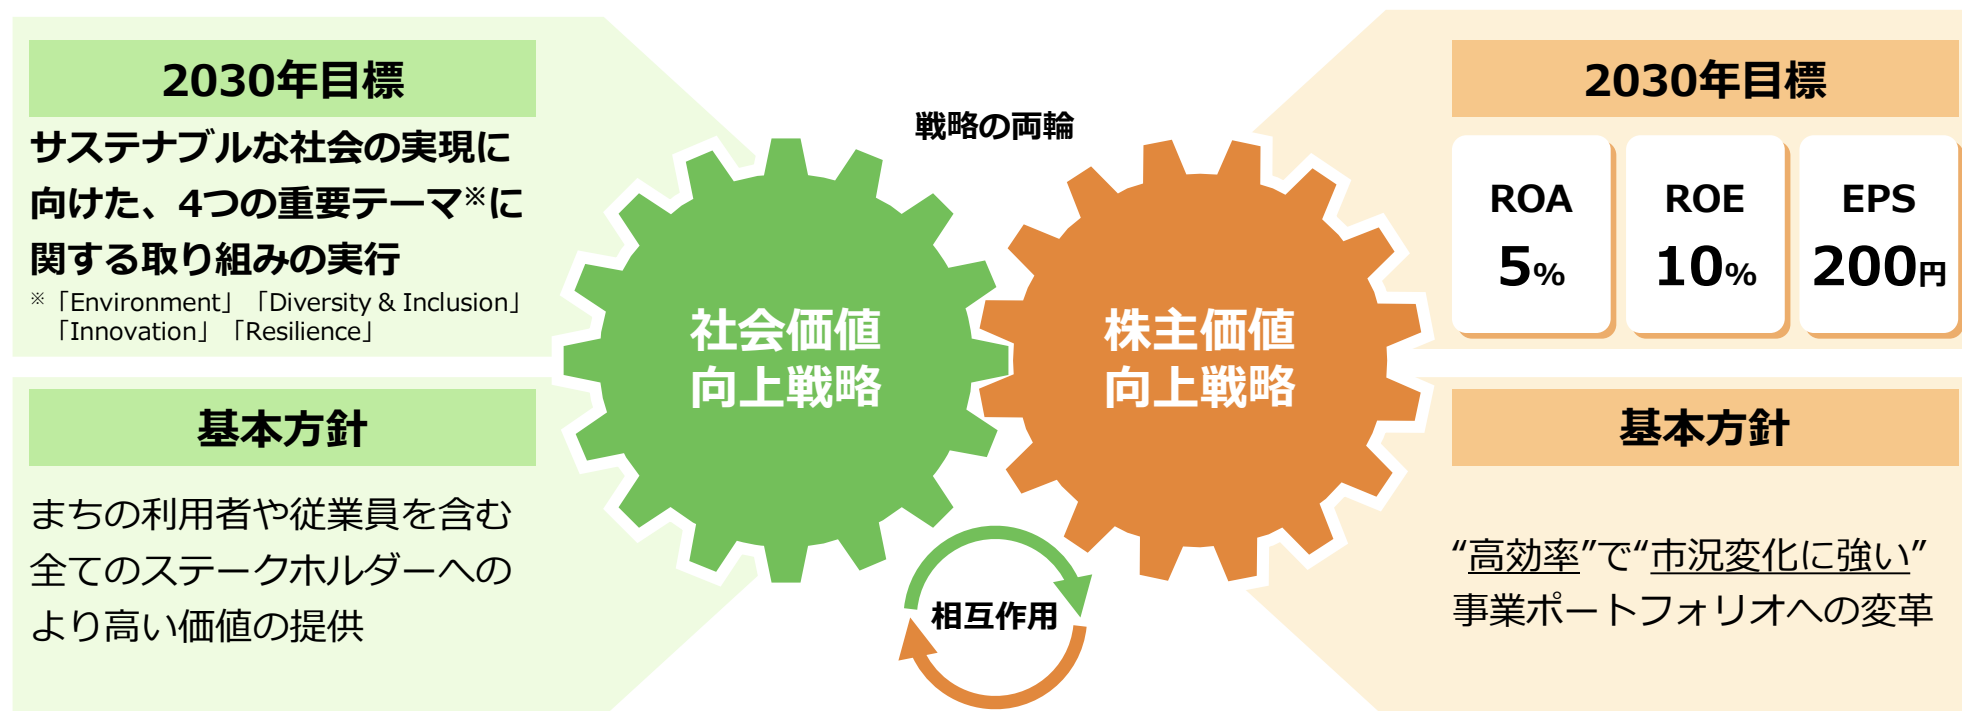 2030年目標
サステナブルな社会の実現に
向けた、4つの重要テーマ※に
関する取り組みの実行
※「Environment」「Diversity & Inclusion」
「Innovation」「Resilience」
基本方針
まちの利用者や従業員を含む
全てのステークホルダーへの
より高い価値の提供
戦略の両輪
社会価値
向上戦略
株主価値
向上戦略
相互作用
2030年目標
ROA
5%
ROE
10%
EPS
200円
基本方針
“高効率”で“市況変化に強い”
事業ポートフォリオへの変革